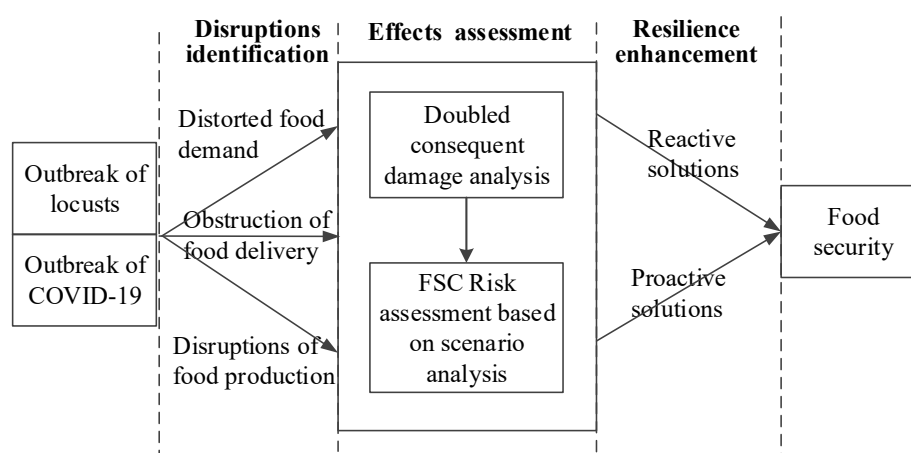 Disruptions
identification
Effects assessment
Resilience
enhancement
Outbreak of
locusts
Outbreak of
COVID-19
Distorted food
demand
Obstruction of
food delivery
Disruptions of
food production
Doubled
consequent
damage analysis
FSC Risk
assessment based
on scenario
analysis
Reactive
solutions
Proactive
solutions
Food
security